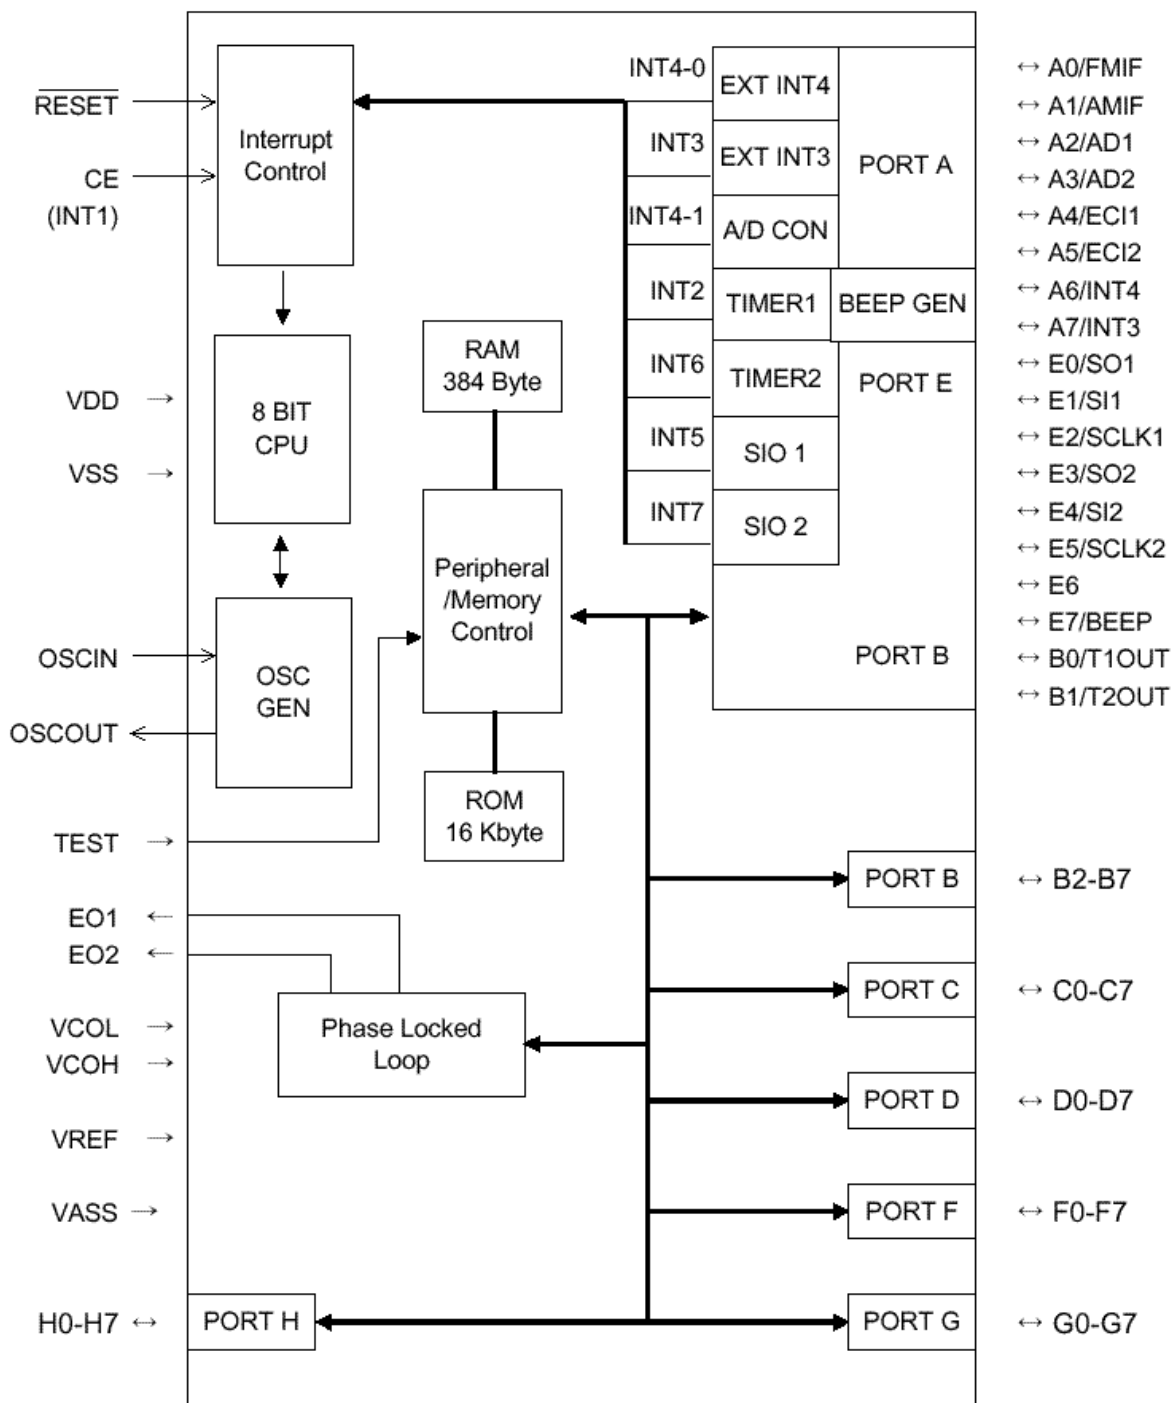 RESET
CE
(INT1)
VDD
VSS
OSCIN
OSCOUT
TEST
EO1
EO2
VCOL
VCOH
VREF
VASS
H0-H7
Interrupt
Control
8 BIT
CPU
OSC
GEN
RAM
384 Byte
Peripheral
/Memory
Control
ROM
16 Kbyte
Phase Locked
Loop
PORT H
INT4-0
INT3
INT4-1
INT2
INT6
INT5
INT7
EXT INT4
EXT INT3
A/D CON
TIMER1
TIMER2
SIO 1
SIO 2
PORT A
BEEP GEN
PORT E
PORT B
PORT B
PORT C
PORT D
PORT F
PORT G
A0/FMIF
A1/AMIF
A2/AD1
A3/AD2
A4/ECI1
A5/ECI2
A6/INT4
A7/INT3
E0/SO1
E1/SI1
E2/SCLK1
E3/SO2
E4/SI2
E5/SCLK2
E6
E7/BEEP
B0/T1OUT
B1/T2OUT
B2-B7
C0-C7
D0-D7
F0-F7
G0-G7